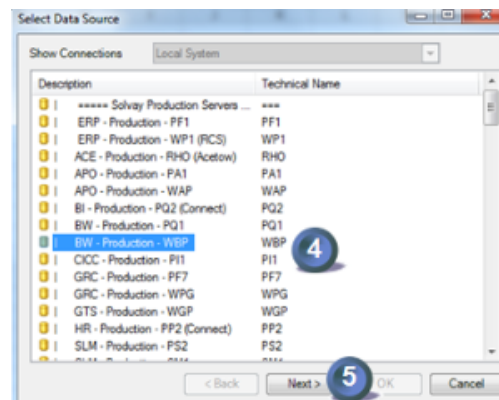 Select Data Source
Show Connections Local System
Description Technical Name
===== Solvay Production Servers ... ===
ERP - Production - PF1 PF1
ERP - Production - WP1 (RCS) WP1
ACE - Production - RHO (Acetow) RHO
APO - Production - PA1 PA1
APO - Production - WAP WAP
BI - Production - PQ2 (Connect) PQ2
BW - Production - PQ1 PQ1
BW - Production - WBP WBP 4
CICC - Production - PI1 PI1
GRC - Production - PF7 PF7
GRC - Production - WPG WPG
GTS - Production - WGP WGP
HR - Production - PP2 (Connect) PP2
SLM - Production - PS2 PS2
< Back Next > 5 OK Cancel